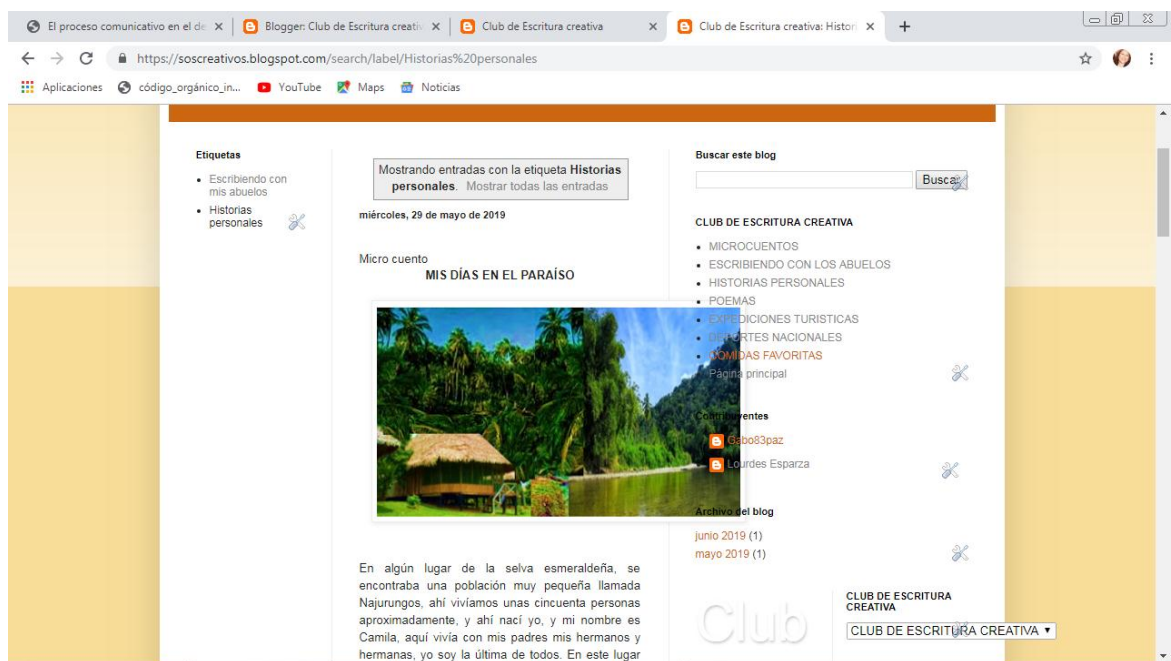 El proceso comunicativo en el de
Blogger: Club de Escritura creativ
Club de Escritura creativa
Club de Escritura creativa: Histori
https://soscreativos.blogspot.com/search/label/Historias%20personales
Aplicaciones
código_orgánico_in...
YouTube
Maps
Noticias
Etiquetas
Escribiendo con
mis abuelos
Historias
personales
Mostrando entradas con la etiqueta Historias
personales. Mostrar todas las entradas
miércoles, 29 de mayo de 2019
Micro cuento
MIS DÍAS EN EL PARAÍSO
En algún lugar de la selva esmeraldeña, se
encontraba una población muy pequeña llamada
Najurungos, ahí vivíamos unas cincuenta personas
aproximadamente, y ahí nací yo, y mi nombre es
Camila, aquí vivía con mis padres mis hermanos y
hermanas, yo soy la última de todos. En este lugar
Buscar este blog
Buscar
CLUB DE ESCRITURA CREATIVA
MICROCUENTOS
ESCRIBIENDO CON LOS ABUELOS
HISTORIAS PERSONALES
POEMAS
EXPEDICIONES TURISTICAS
DEPORTES NACIONALES
COMIDAS FAVORITAS
Página principal
Contribuyentes
Gabo83paz
Lourdes Esparza
Archivo del blog
junio 2019 (1)
mayo 2019 (1)
Club
CLUB DE ESCRITURA
CREATIVA
CLUB DE ESCRITURA CREATIVA